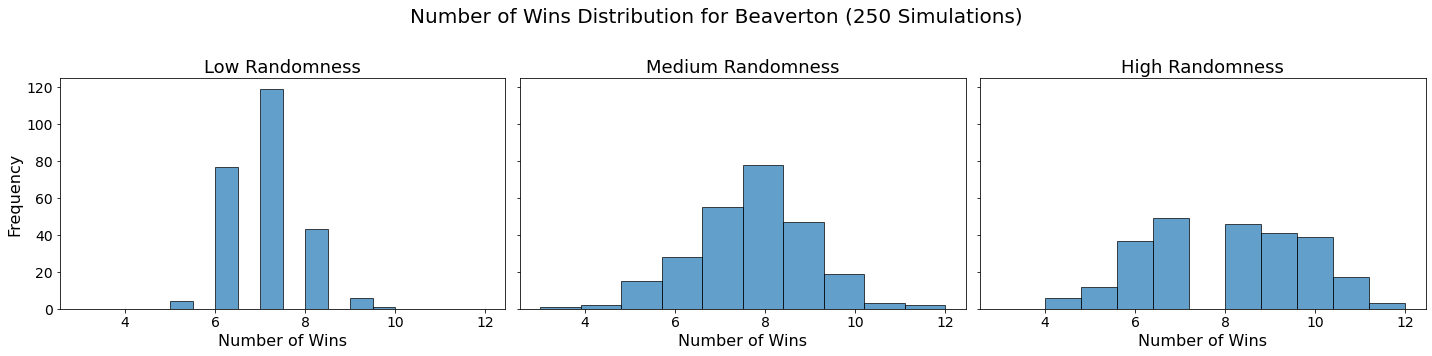 Number of Wins Distribution for Beaverton (250 Simulations)
Low Randomness
Medium Randomness
High Randomness
Frequency
120
100
80
60
40
20
0
4 6 8 10 12
4 6 8 10 12
4 6 8 10 12
Number of Wins
Number of Wins
Number of Wins